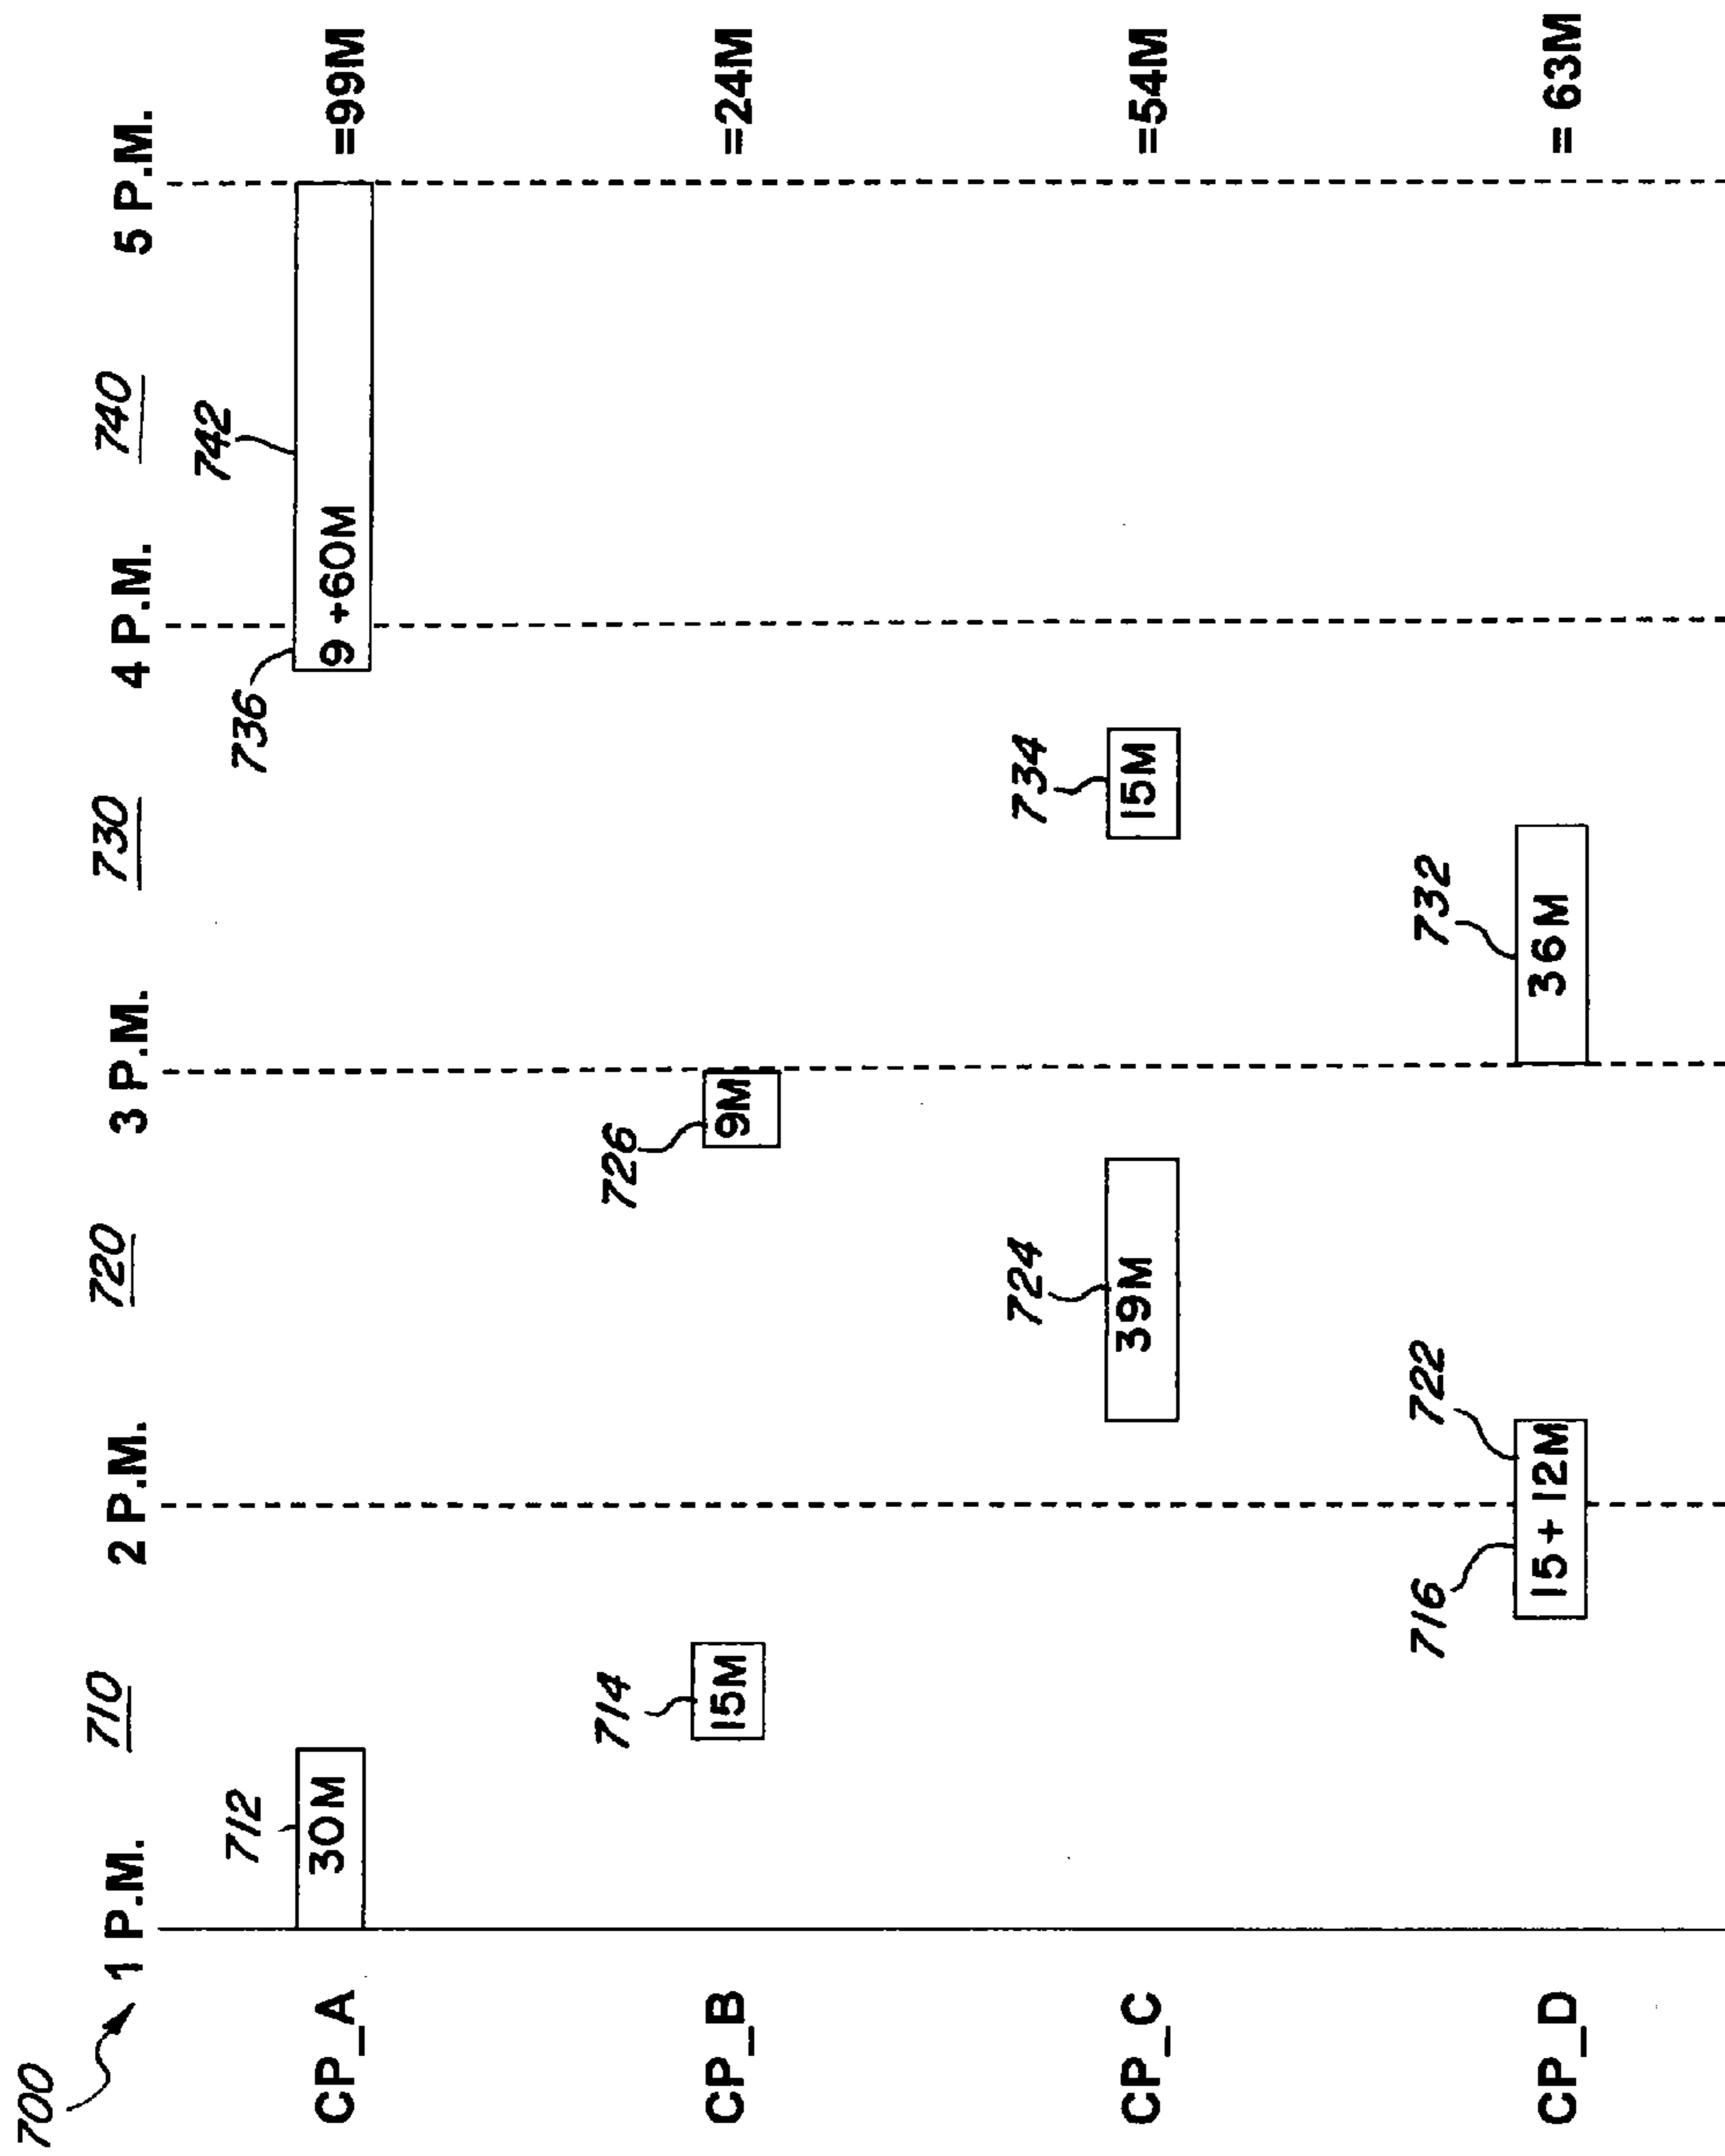 700
1 P.M. 2 P.M. 3 P.M. 4 P.M. 5 P.M.
710 720 730 740
712 736 742
CP_A 30M 9 +60M =99M
714 726
CP_B 15M 9M =24M
724 734
CP_C 39M 15M =54M
716 722 732
CP_D 15+12M 36M = 63M